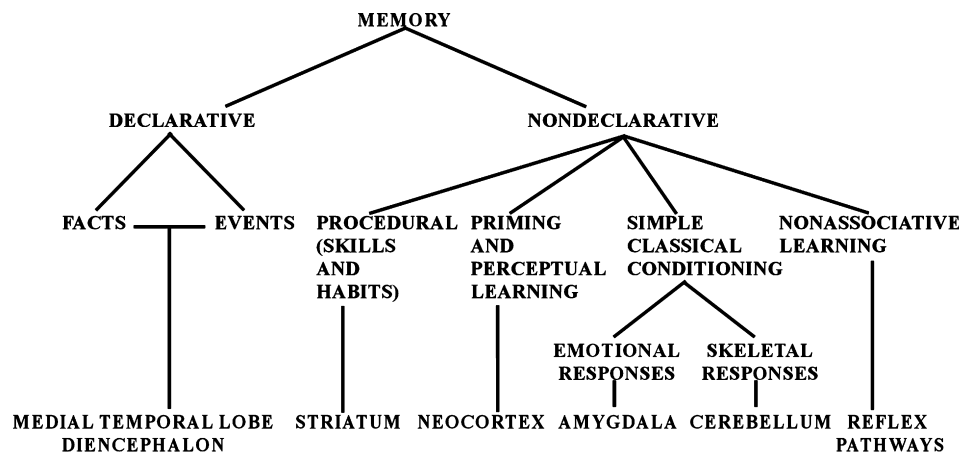 MEMORY
DECLARATIVE
NONDECLARATIVE
FACTS
EVENTS
PROCEDURAL
(SKILLS
AND
HABITS)
PRIMING
AND
PERCEPTUAL
LEARNING
SIMPLE
CLASSICAL
CONDITIONING
NONASSOCIATIVE
LEARNING
EMOTIONAL
RESPONSES
SKELETAL
RESPONSES
MEDIAL TEMPORAL LOBE
DIENCEPHALON
STRIATUM
NEOCORTEX
AMYGDALA
CEREBELLUM
REFLEX
PATHWAYS